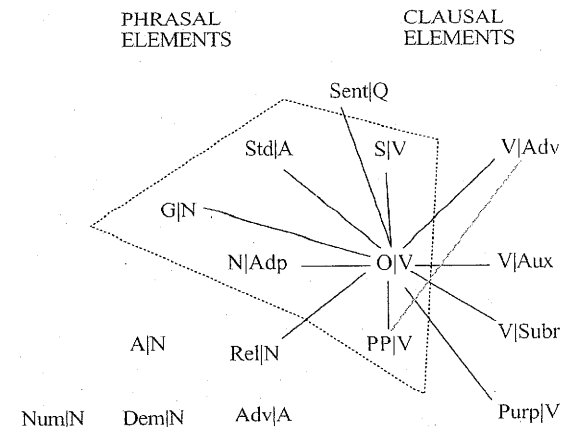 PHRASAL
ELEMENTS
CLAUSAL
ELEMENTS
Sent|Q
Std|A
S|V
V|Adv
G|N
N|Adp
O|V
V|Aux
A|N
Rel|N
PP|V
V|Subr
Num|N
Dem|N
Adv|A
Purp|V